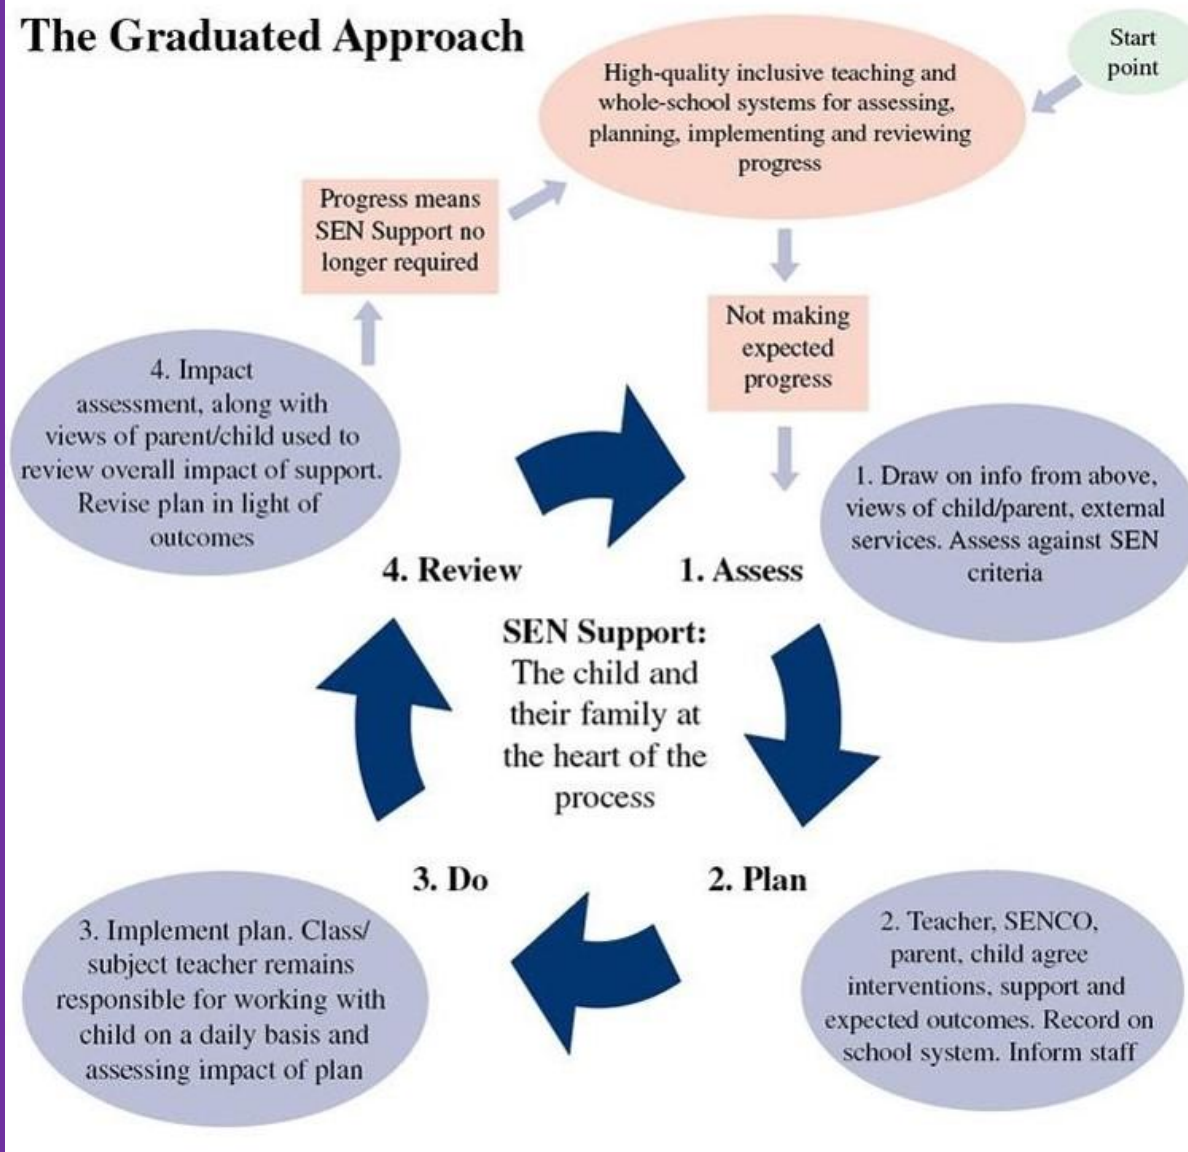 The Graduated Approach
Start
point
High-quality inclusive teaching and
whole-school systems for assessing,
planning, implementing and reviewing
progress
Progress means
SEN Support no
longer required
Not making
expected
progress
4. Impact
assessment, along with
views of parent/child used to
review overall impact of support.
Revise plan in light of
outcomes
1. Draw on info from above,
views of child/parent, external
services. Assess against SEN
criteria
4. Review
1. Assess
SEN Support:
The child and
their family at
the heart of the
process
3. Do
2. Plan
3. Implement plan. Class/
subject teacher remains
responsible for working with
child on a daily basis and
assessing impact of plan
2. Teacher, SENCO,
parent, child agree
interventions, support and
expected outcomes. Record on
school system. Inform staff